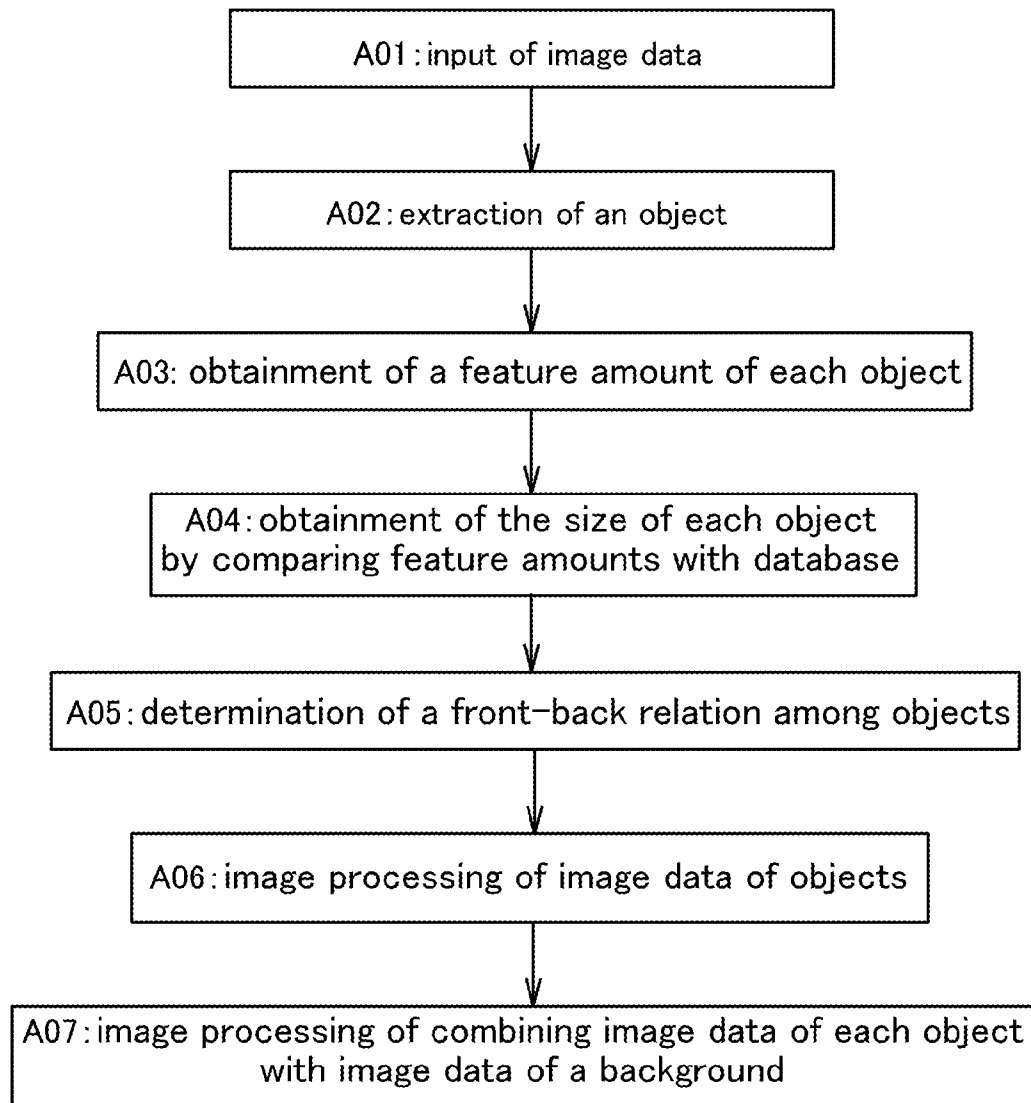 A01: input of image data
A02: extraction of an object
A03: obtainment of a feature amount of each object
A04: obtainment of the size of each object
by comparing feature amounts with database
A05: determination of a front-back relation among objects
A06: image processing of image data of objects
A07: image processing of combining image data of each object
with image data of a background